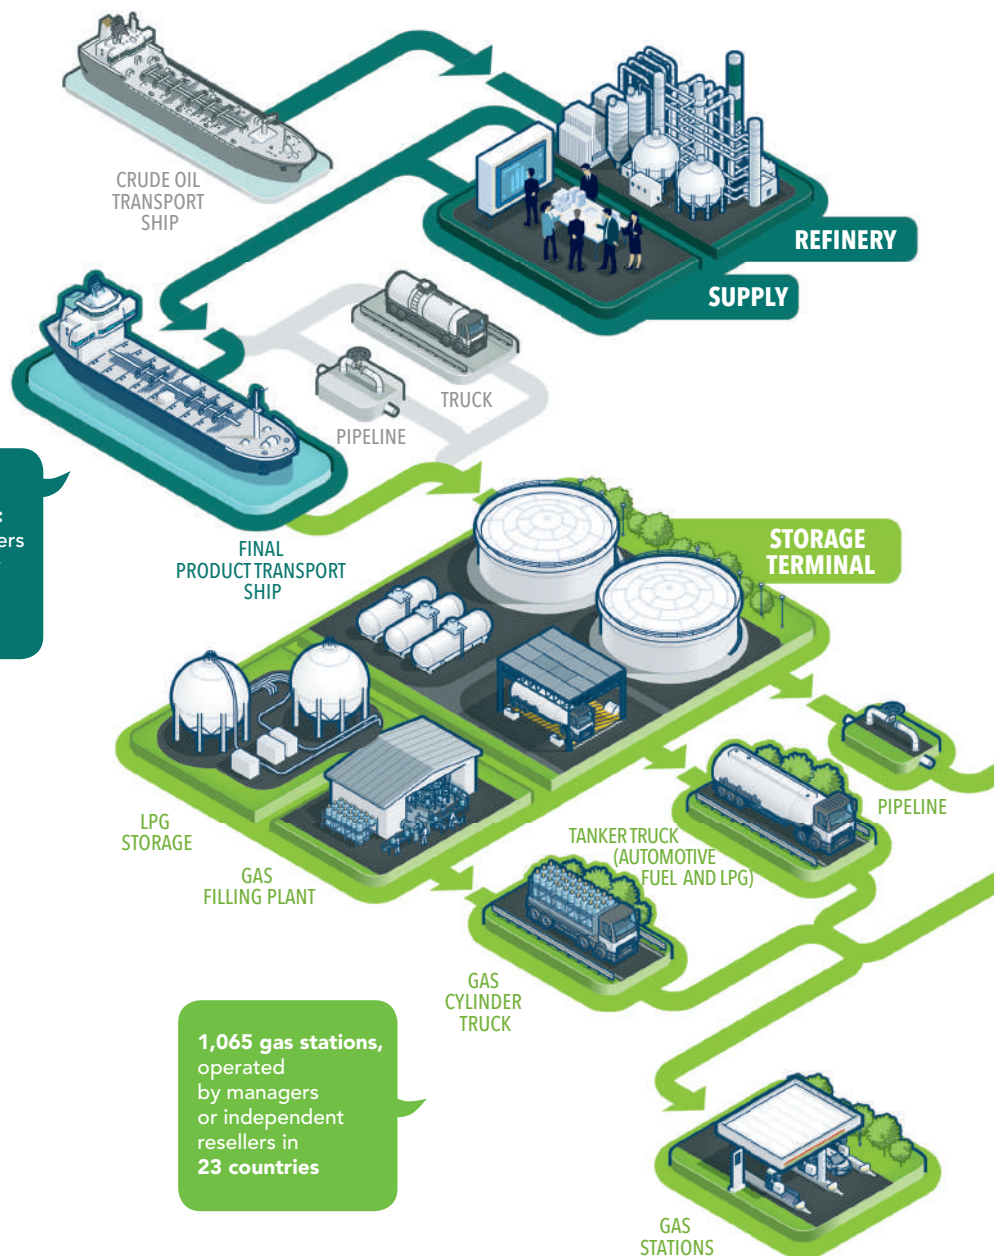 CRUDE OIL
TRANSPORT
SHIP
REFINERY
SUPPLY
TRUCK
PIPELINE
FINAL
PRODUCT TRANSPORT
SHIP
STORAGE
TERMINAL
LPG
STORAGE
GAS
FILLING PLANT
PIPELINE
TANKER TRUCK
(AUTOMOTIVE
FUEL AND LPG)
GAS
CYLINDER
TRUCK
1,065 gas stations,
operated
by managers
or independent
resellers in
23 countries
GAS
STATIONS